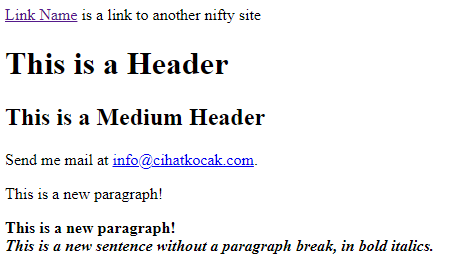 Link Name is a link to another nifty site
This is a Header
This is a Medium Header
Send me mail at info@cihatkocak.com.
This is a new paragraph!
This is a new paragraph!
This is a new sentence without a paragraph break, in bold italics.